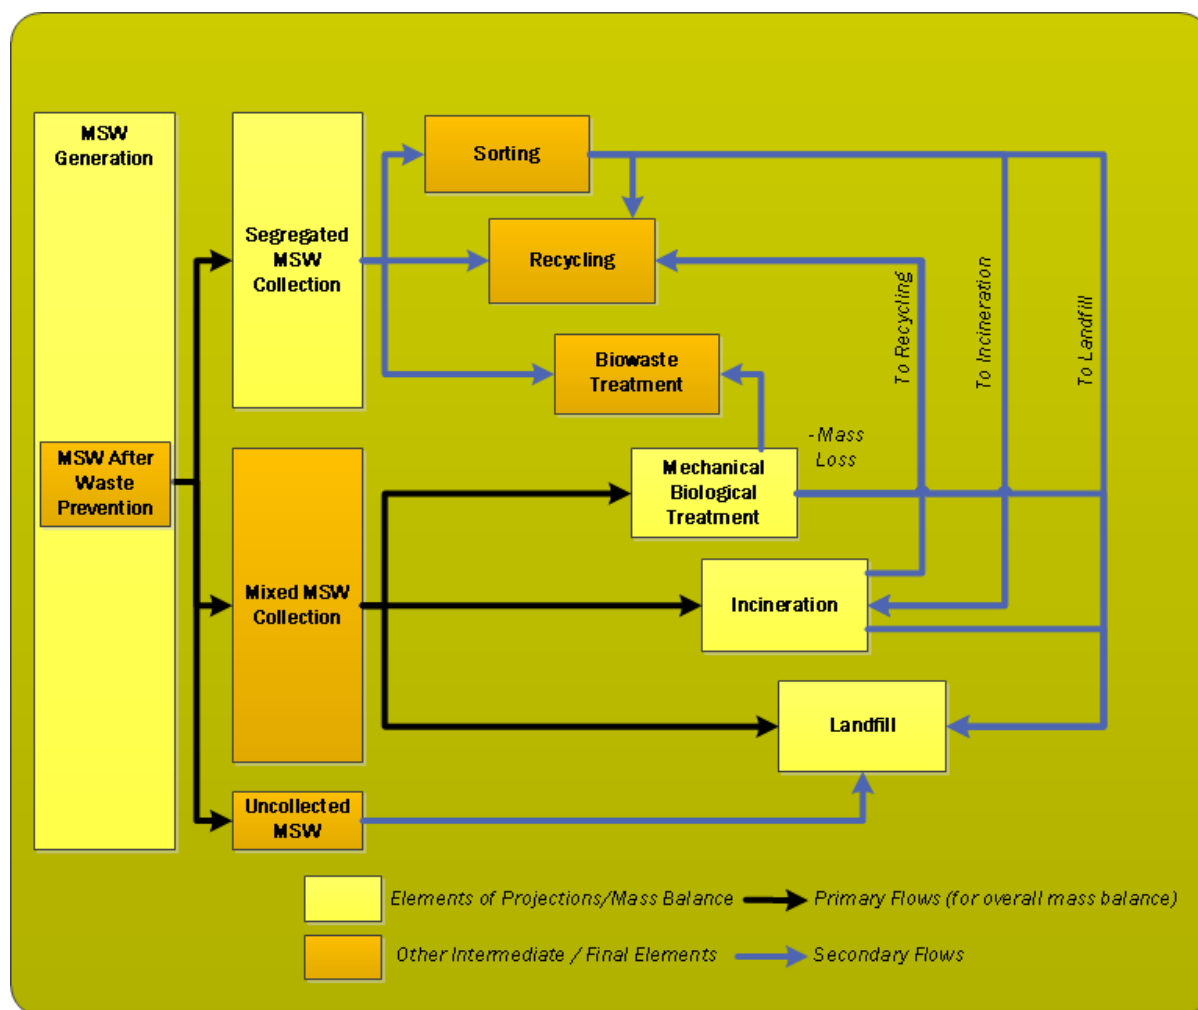 MSW
Generation
MSW After
Waste
Prevention
Segregated
MSW
Collection
Mixed MSW
Collection
Uncollected
MSW
Sorting
Recycling
Biowaste
Treatment
- Mass
Loss
Mechanical
Biological
Treatment
Incineration
Landfill
To Recycling
To Incineration
To Landfill
Elements of Projections/Mass Balance
Primary Flows (for overall mass balance)
Other Intermediate / Final Elements
Secondary Flows